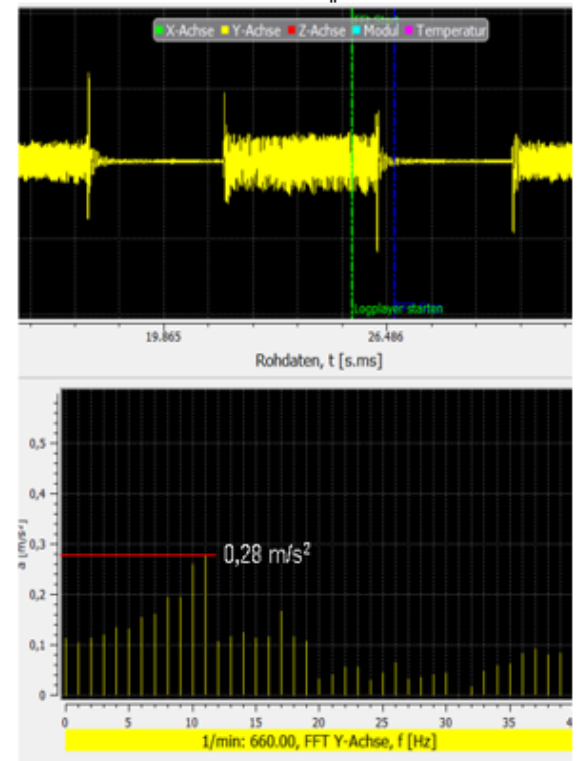 X-Achse Y-Achse Z-Achse Modul Temperatur
Logplayer starten
19.865 26.486
Rohdaten, t [s.ms]
0,5
0,4
0,3
0,28 m/s²
0,2
0,1
0
0 5 10 15 20 25 30 35
1/min: 660.00, FFT Y-Achse, f [Hz]